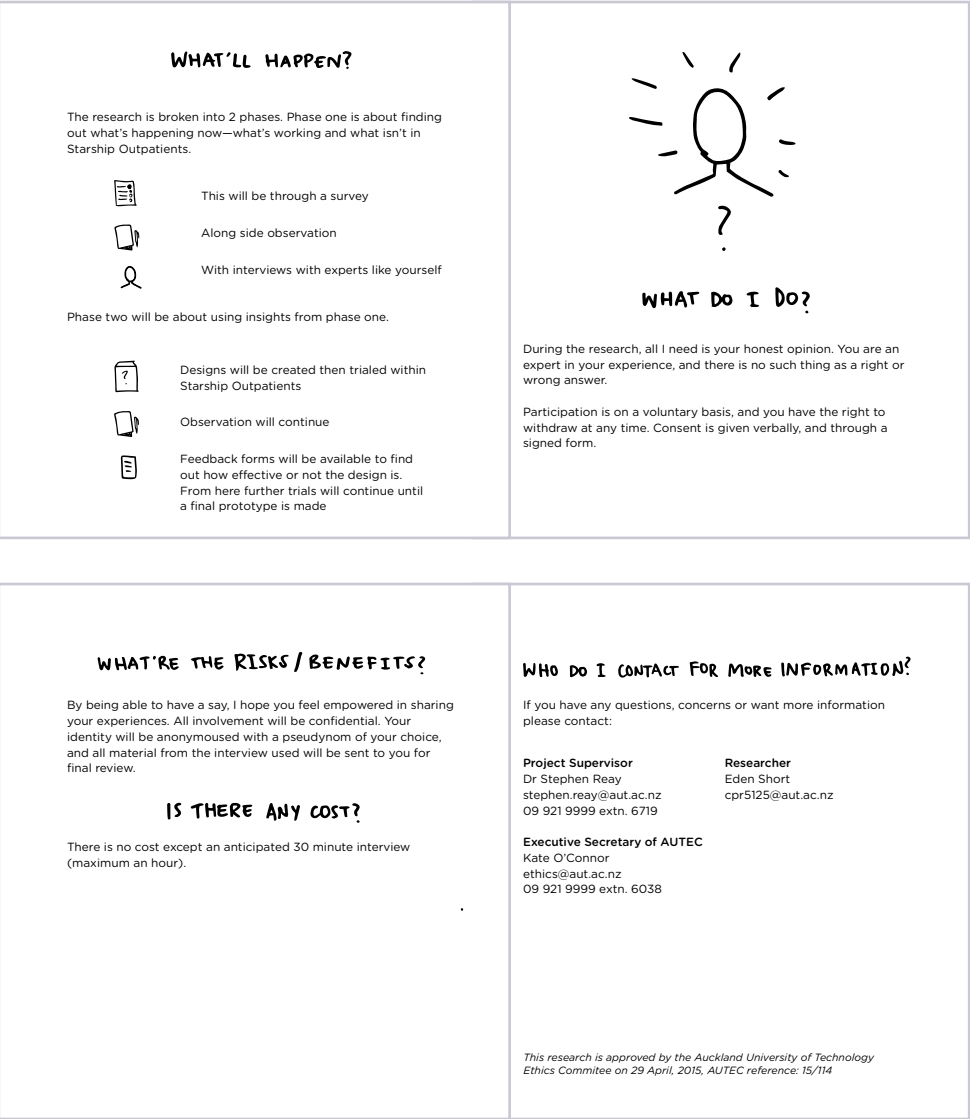 WHAT'LL HAPPEN?
The research is broken into 2 phases. Phase one is about finding
out what's happening now—what's working and what isn't in
Starship Outpatients.
This will be through a survey
Along side observation
With interviews with experts like yourself
Phase two will be about using insights from phase one.
?
Designs will be created then trialed within
Starship Outpatients
Observation will continue
Feedback forms will be available to find
out how effective or not the design is.
From here further trials will continue until
a final prototype is made
?
WHAT DO I DO?
During the research, all I need is your honest opinion. You are an
expert in your experience, and there is no such thing as a right or
wrong answer.
Participation is on a voluntary basis, and you have the right to
withdraw at any time. Consent is given verbally, and through a
signed form.
WHAT'RE THE RISKS/BENEFITS?
By being able to have a say, I hope you feel empowered in sharing
your experiences. All involvement will be confidential. Your
identity will be anonymoused with a pseudynom of your choice,
and all material from the interview used will be sent to you for
final review.
IS THERE ANY COST?
There is no cost except an anticipated 30 minute interview
(maximum an hour).
WHO DO I CONTACT FOR MORE INFORMATION?
If you have any questions, concerns or want more information
please contact:
Project Supervisor
Dr Stephen Reay
stephen.reay@aut.ac.nz
09 921 9999 extn. 6719
Researcher
Eden Short
cpr5125@aut.ac.nz
Executive Secretary of AUTEC
Kate O'Connor
ethics@aut.ac.nz
09 921 9999 extn. 6038
This research is approved by the Auckland University of Technology
Ethics Commitee on 29 April, 2015, AUTEC reference: 15/114